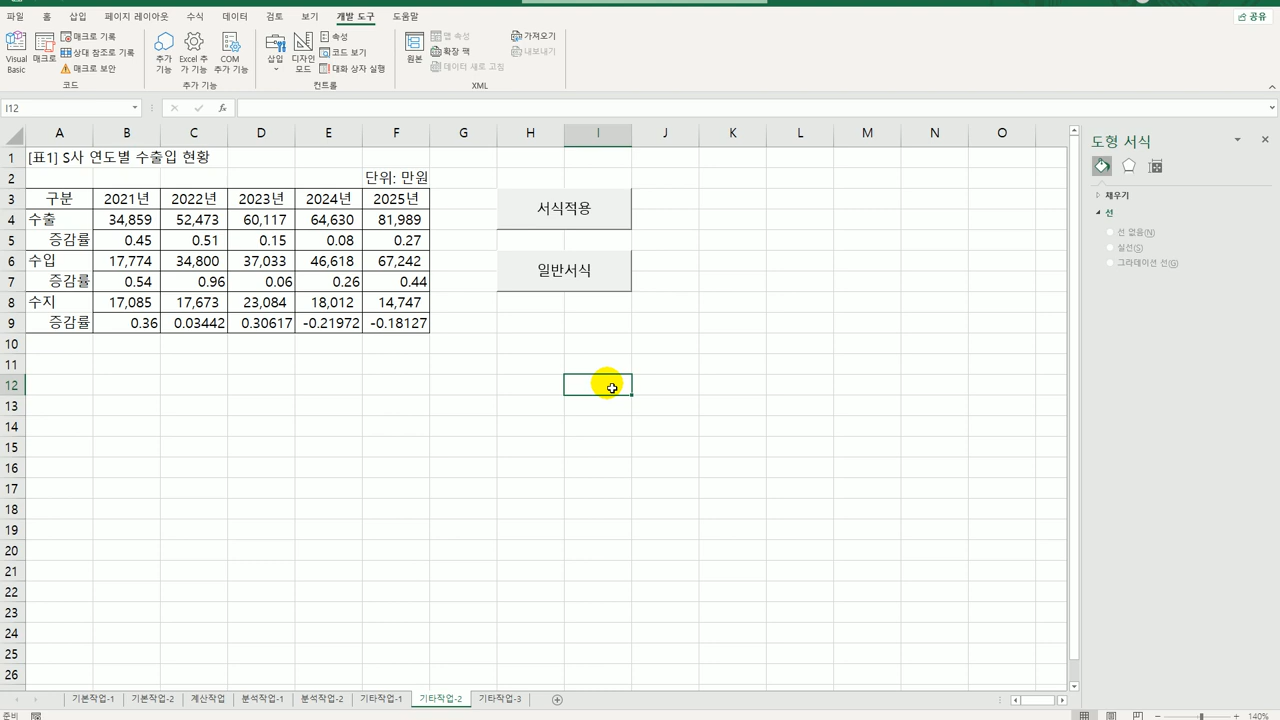 파일 홈 삽입 페이지 레이아웃 수식 데이터 검토 보기 개발 도구 도움말 공유
Visual Basic
매크로
매크로 기록
상대 참조로 기록
매크로 보안
코드
추가 기능
Excel 추가 기능
COM 추가 기능
추가 기능
삽입
디자인 모드
속성
코드 보기
대화 상자 실행
컨트롤
원본
맵 속성
확장 팩
데이터 새로 고침
가져오기
내보내기
XML
I12 fx
A B C D E F G H I J K L M N O
1 [표1] S사 연도별 수출입 현황
2 단위: 만원
3 구분 2021년 2022년 2023년 2024년 2025년
4 수출 34,859 52,473 60,117 64,630 81,989
5 증감률 0.45 0.51 0.15 0.08 0.27
6 수입 17,774 34,800 37,033 46,618 67,242
7 증감률 0.54 0.96 0.06 0.26 0.44
8 수지 17,085 17,673 23,084 18,012 14,747
9 증감률 0.36 0.03442 0.30617 -0.21972 -0.18127
서식적용
일반서식
10
11
12
13
14
15
16
17
18
19
20
21
22
23
24
25
26
도형 서식
채우기
선
선 없음(N)
실선(S)
그라데이션 선(G)
기본작업-1 기본작업-2 계산작업 분석작업-1 분석작업-2 기타작업-1 기타작업-2 기타작업-3
준비 140%